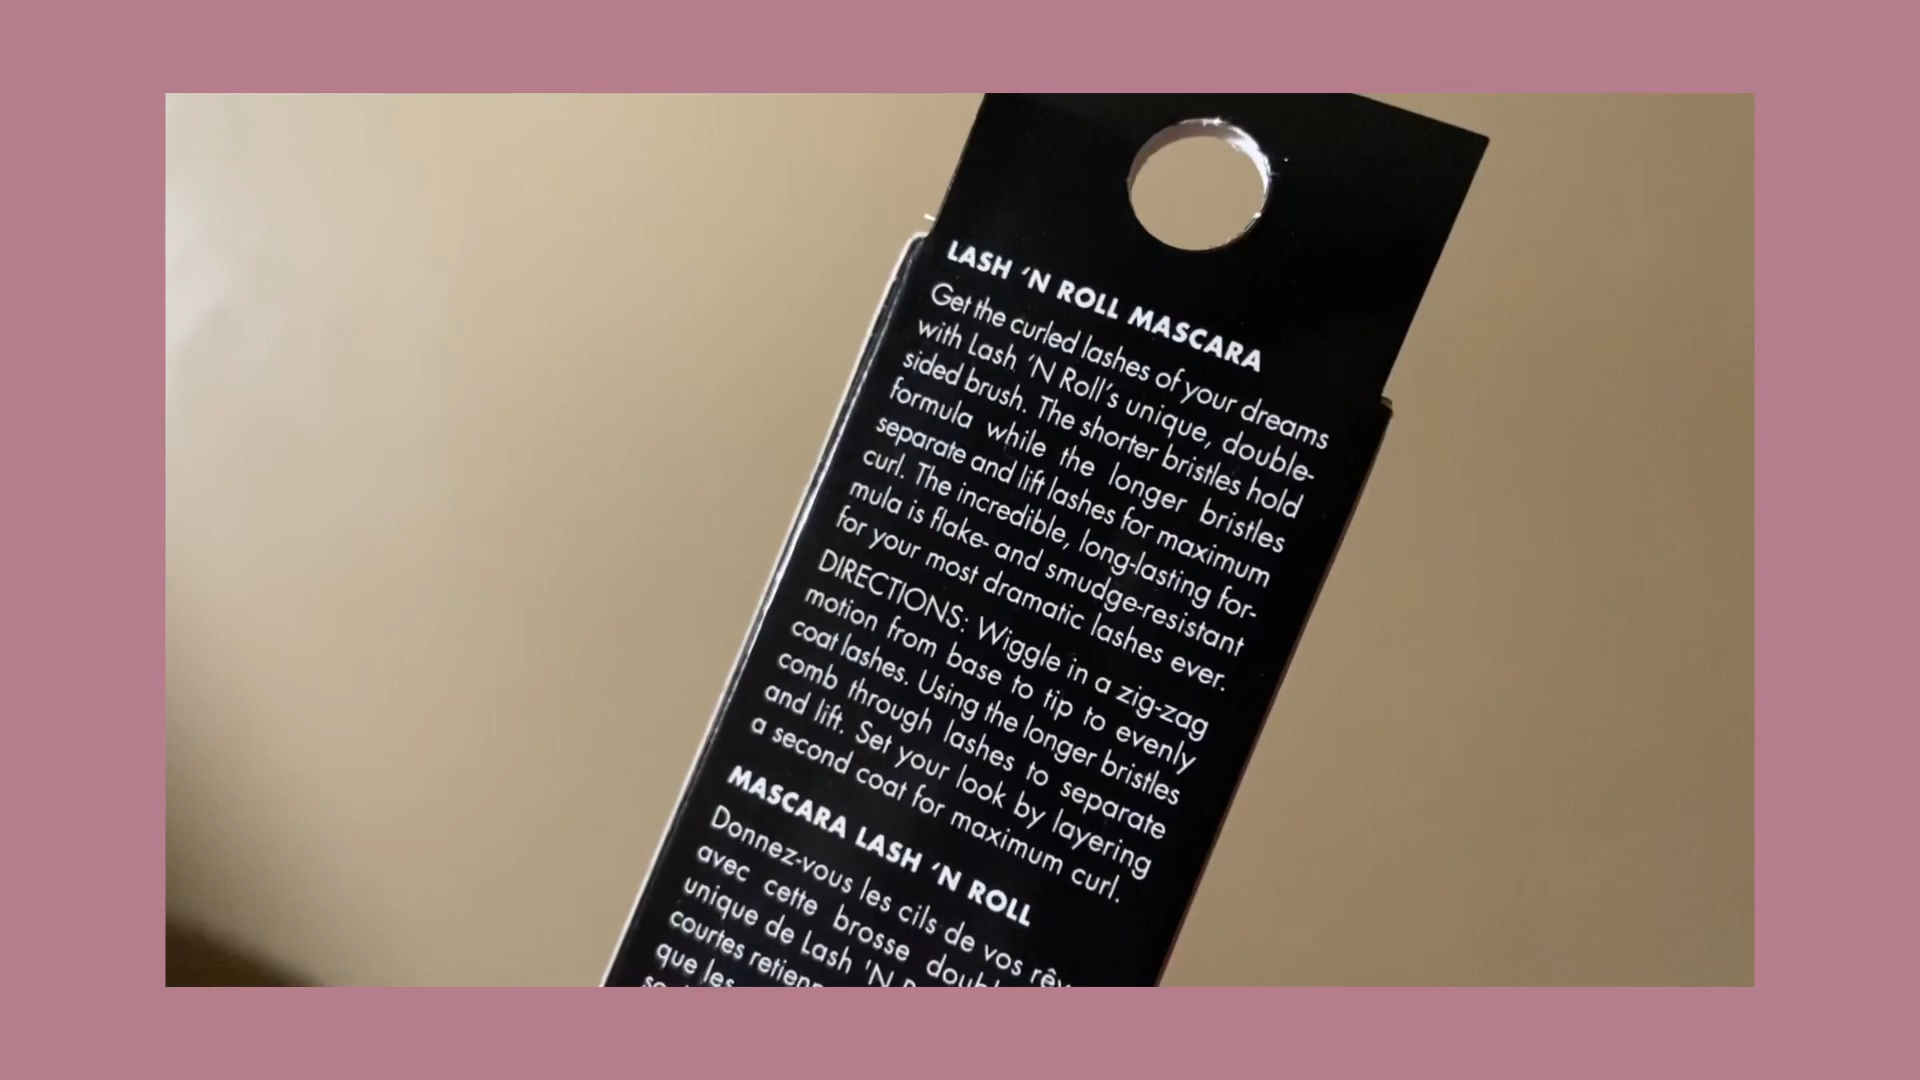 LASH ‘N ROLL MASCARA
Get the curled lashes of your dreams
with Lash ‘N Roll’s unique, double-
sided brush. The shorter bristles hold
formula while the longer bristles
separate and lift lashes for maximum
curl. The incredible, long-lasting for-
mula is flake- and smudge-resistant
for your most dramatic lashes ever.
DIRECTIONS: Wiggle in a zig-zag
motion from base to tip to evenly
coat lashes. Using the longer bristles
comb through lashes to separate
and lift. Set your look by layering
a second coat for maximum curl.
MASCARA LASH ‘N ROLL
Donnez-vous les cils de vos
avec cette brosse
unique de Lash 'N
courtes
que les